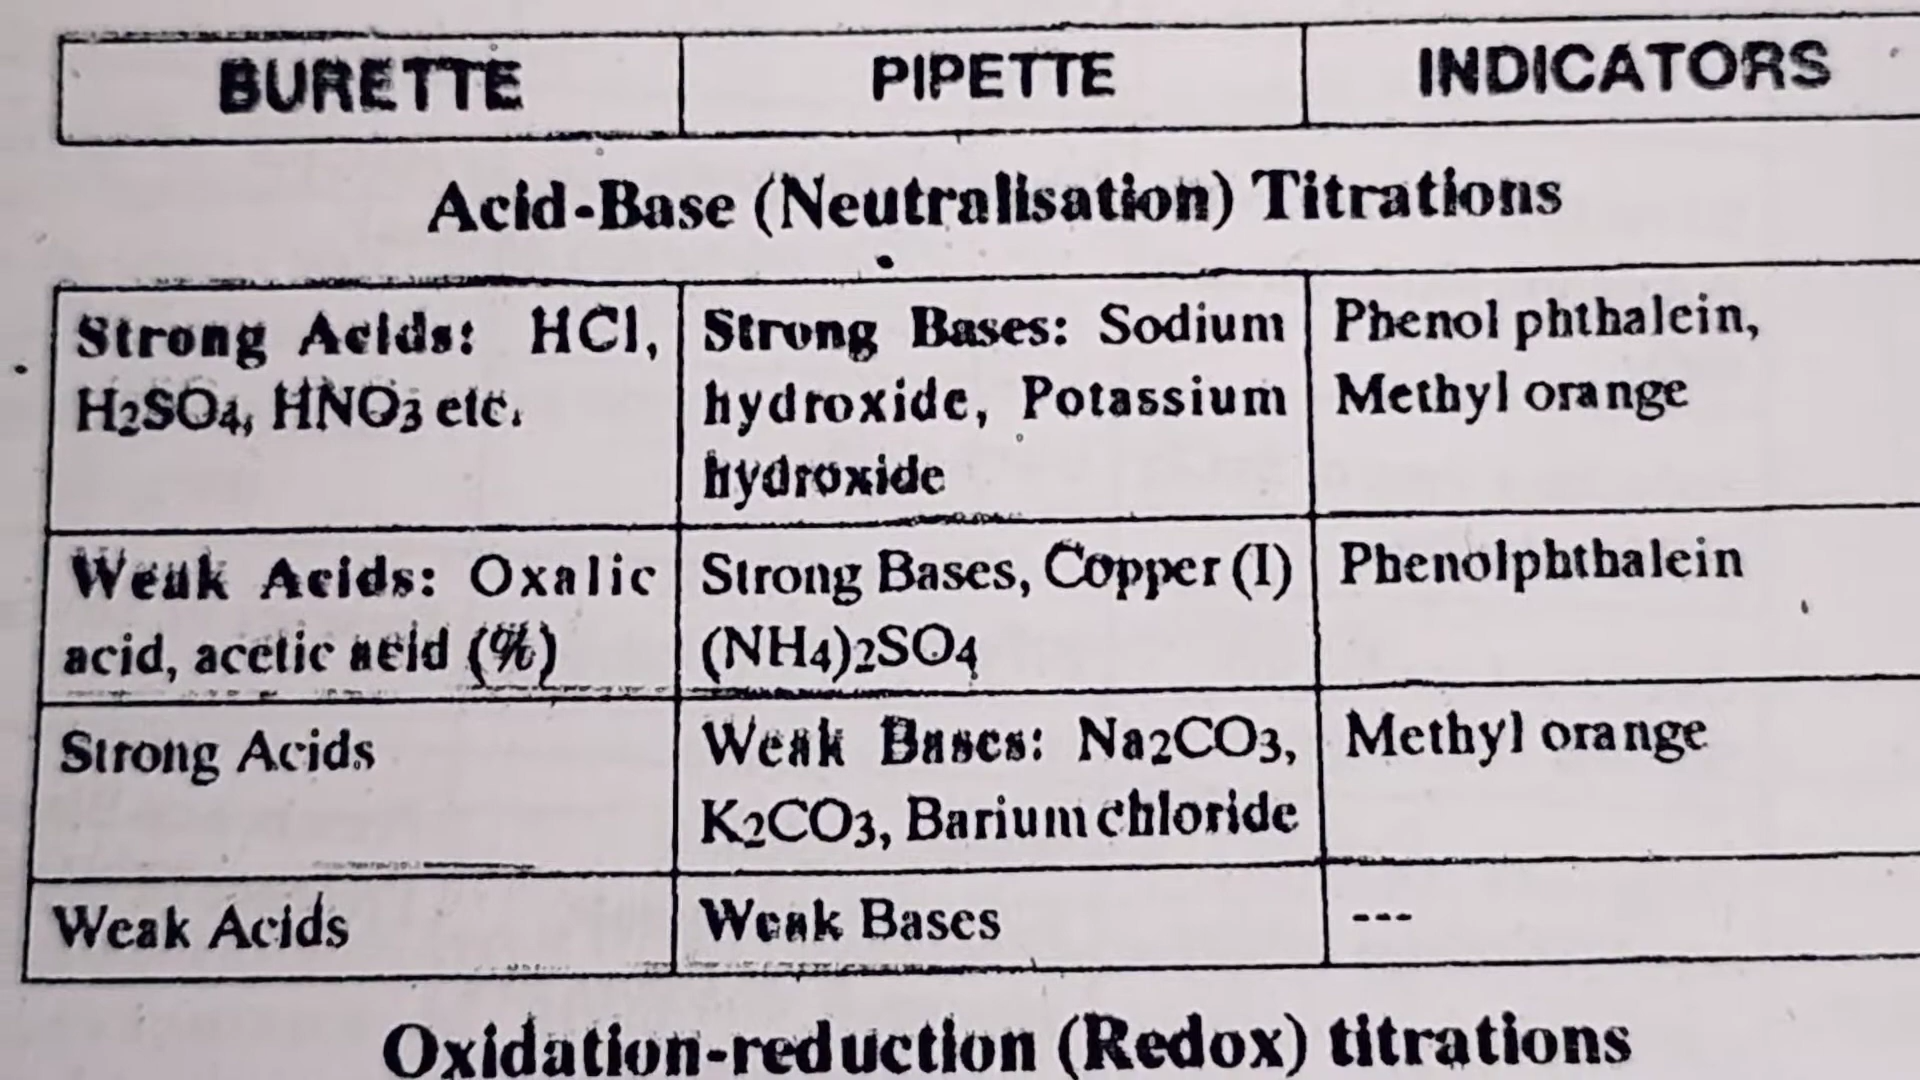 BURETTE PIPETTE INDICATORS
Acid-Base (Neutralisation) Titrations
Strong Acids: HCl, Strong Bases: Sodium Phenol phthalein,
H2SO4, HNO3 etc. hydroxide, Potassium Methyl orange
hydroxide
Weak Acids: Oxalic Strong Bases, Copper (I) Phenolphthalein
acid, acetic acid (%) (NH4)2SO4
Strong Acids Weak Bases: Na2CO3, Methyl orange
K2CO3, Barium chloride
Weak Acids Weak Bases ---
Oxidation-reduction (Redox) titrations